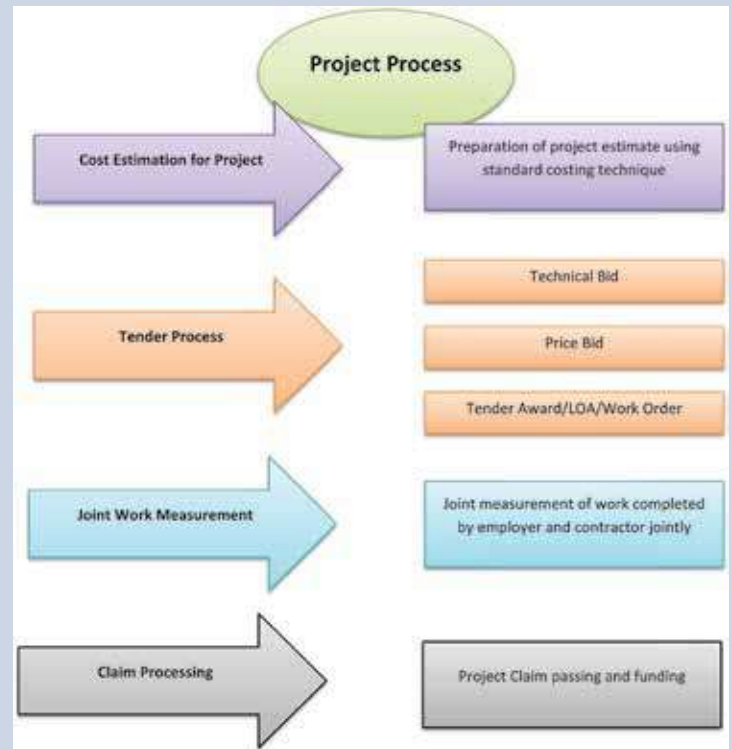 Project Process
Cost Estimation for Project
Preparation of project estimate using
standard costing technique
Technical Bid
Tender Process
Price Bid
Tender Award/LOA/Work Order
Joint Work Measurement
Joint measurement of work completed
by employer and contractor jointly
Claim Processing
Project Claim passing and funding